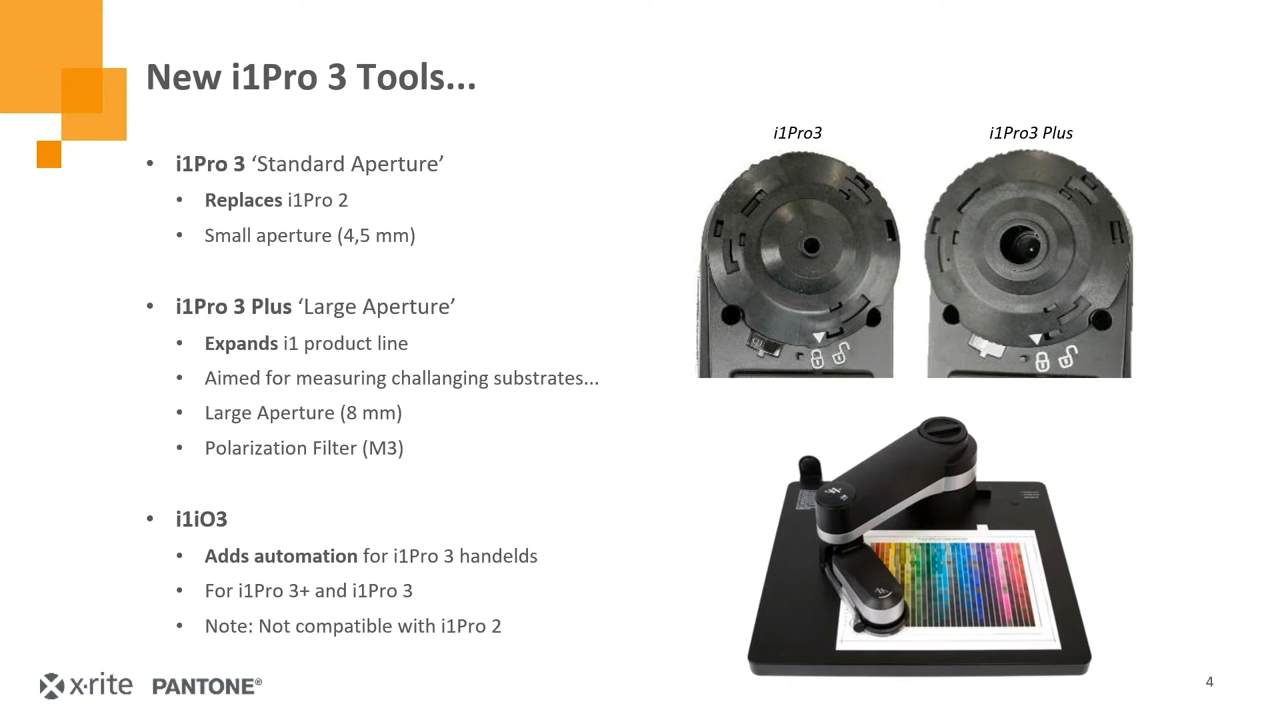 New i1Pro 3 Tools...
• i1Pro 3 ‘Standard Aperture’
• Replaces i1Pro 2
• Small aperture (4,5 mm)
• i1Pro 3 Plus ‘Large Aperture’
• Expands i1 product line
• Aimed for measuring challanging substrates...
• Large Aperture (8 mm)
• Polarization Filter (M3)
• i1iO3
• Adds automation for i1Pro 3 handelds
• For i1Pro 3+ and i1Pro 3
• Note: Not compatible with i1Pro 2
i1Pro3
i1Pro3 Plus
x·rite PANTONE®
4